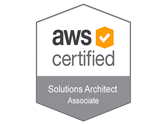 aws
certified
Solutions Architect
Associate